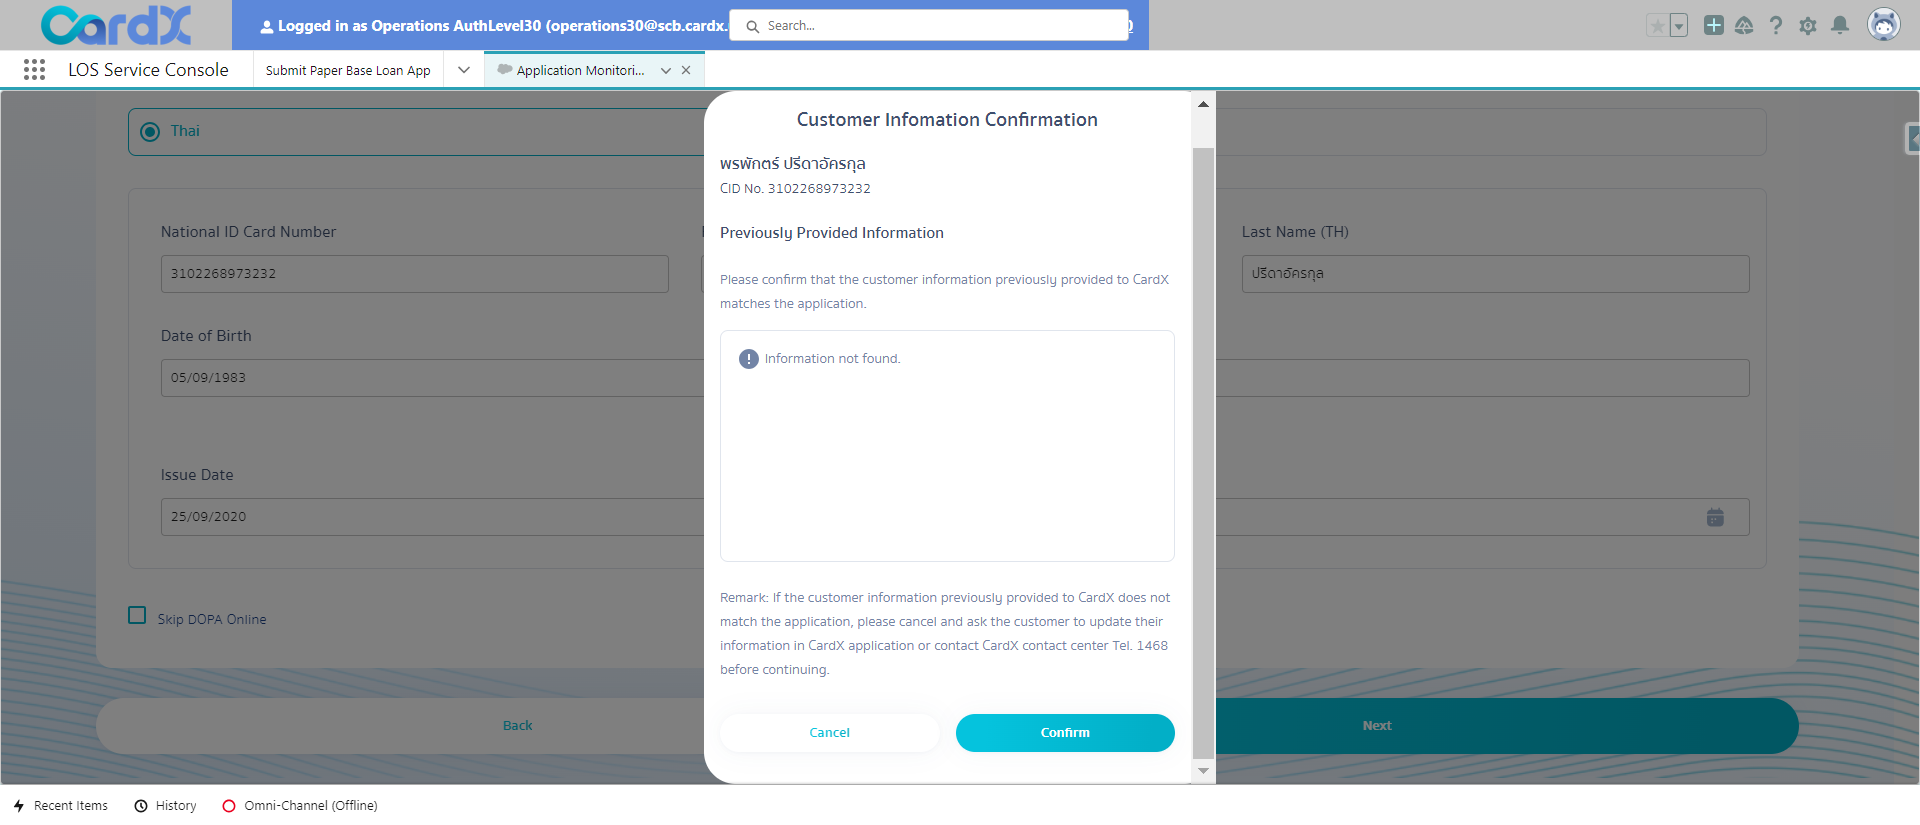 CardX
Logged in as Operations AuthLevel30 (operations30@scb.cardx.
Search...
LOS Service Console
Submit Paper Base Loan App
Application Monitori...
Thai
Customer Infomation Confirmation
พรพักตร์ ปรีดาอัครกุล
CID No. 3102268973232
National ID Card Number
Last Name (TH)
3102268973232
ปรีดาอัครกุล
Previously Provided Information
Please confirm that the customer information previously provided to CardX
matches the application.
Date of Birth
05/09/1983
Information not found.
Issue Date
25/09/2020
Skip DOPA Online
Remark: If the customer information previously provided to CardX does not
match the application, please cancel and ask the customer to update their
information in CardX application or contact CardX contact center Tel. 1468
before continuing.
Back
Cancel
Confirm
Next
Recent Items
History
Omni-Channel (Offline)